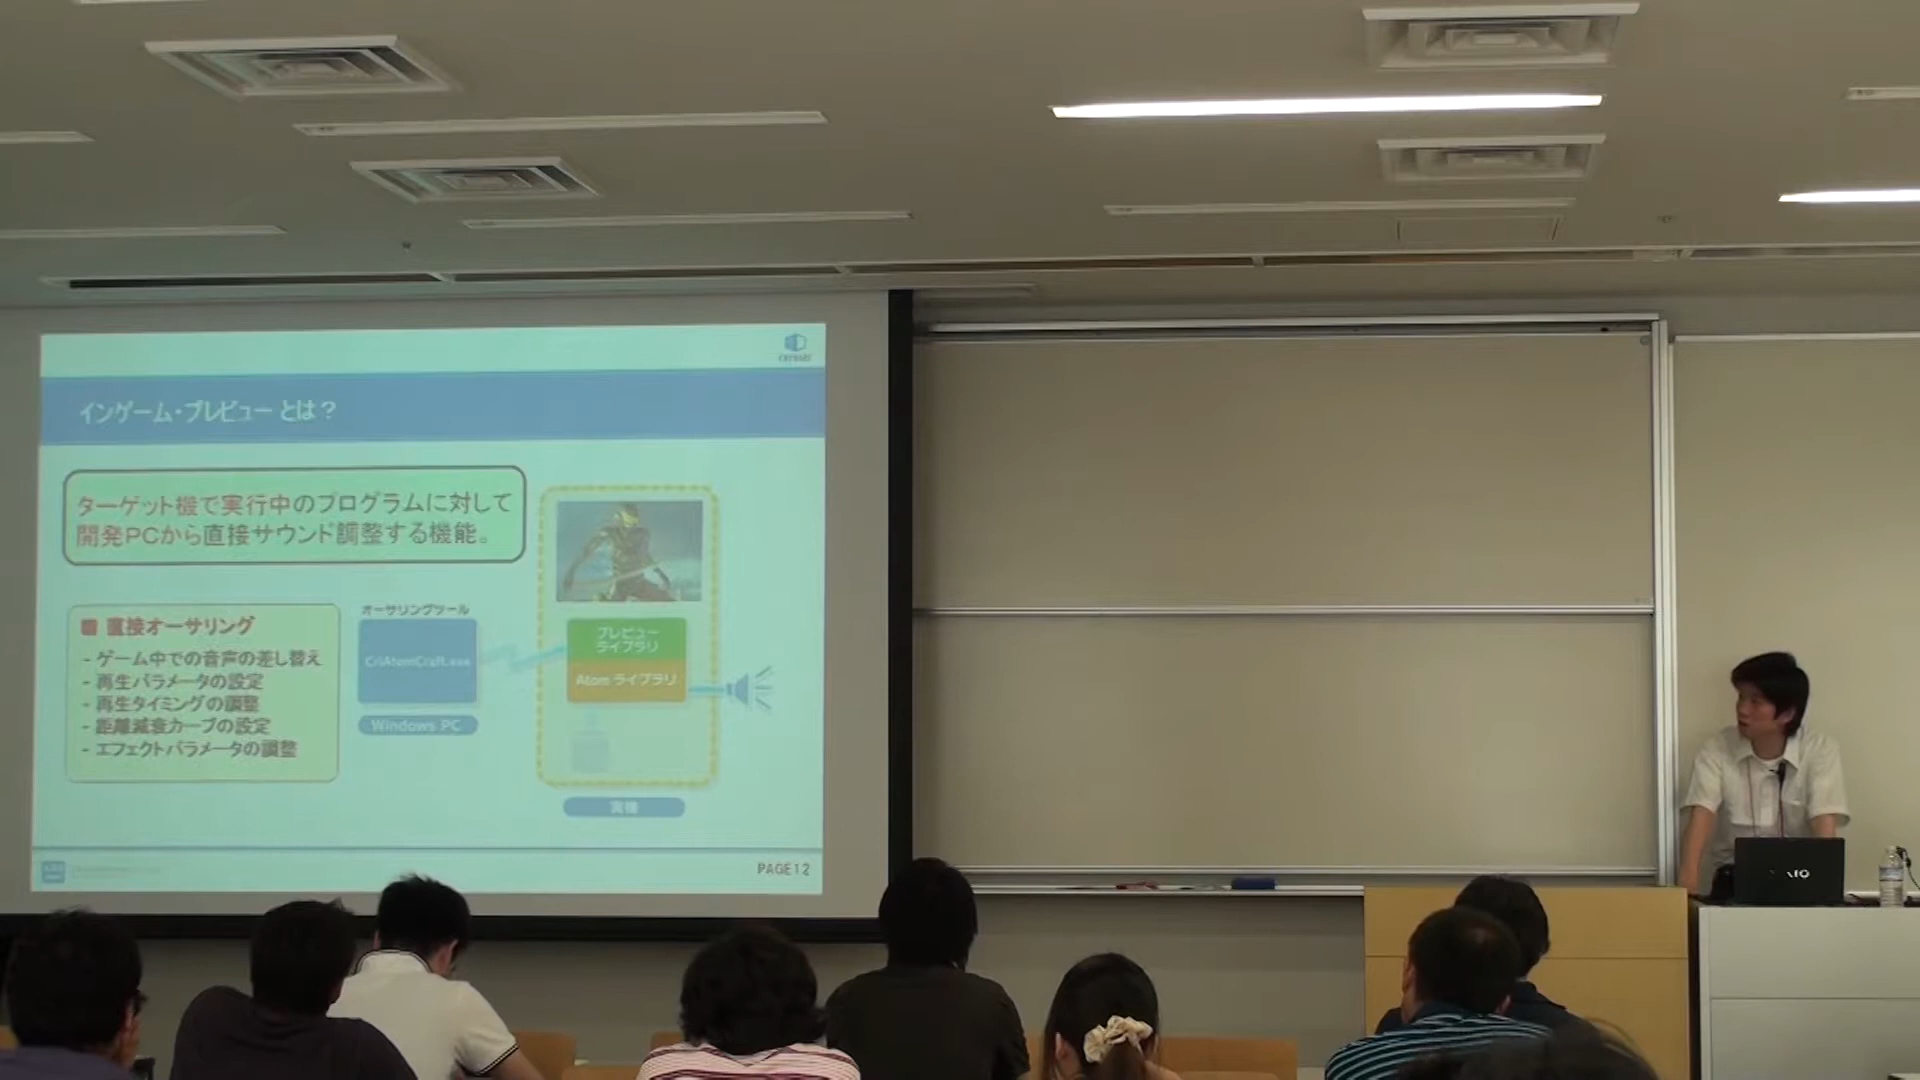 インゲーム・プレビュー とは？
ターゲット機で実行中のプログラムに対して
開発PCから直接サウンド調整する機能。
■ 直接オーサリング
- ゲーム中での音声の差し替え
- 再生パラメータの設定
- 再生タイミングの調整
- 距離減衰カーブの設定
- エフェクトパラメータの調整
オーサリングツール
CriAtomCraft.exe
Windows PC
プレビュー
ライブラリ
Atom ライブラリ
実機
PAGE12
VAIO